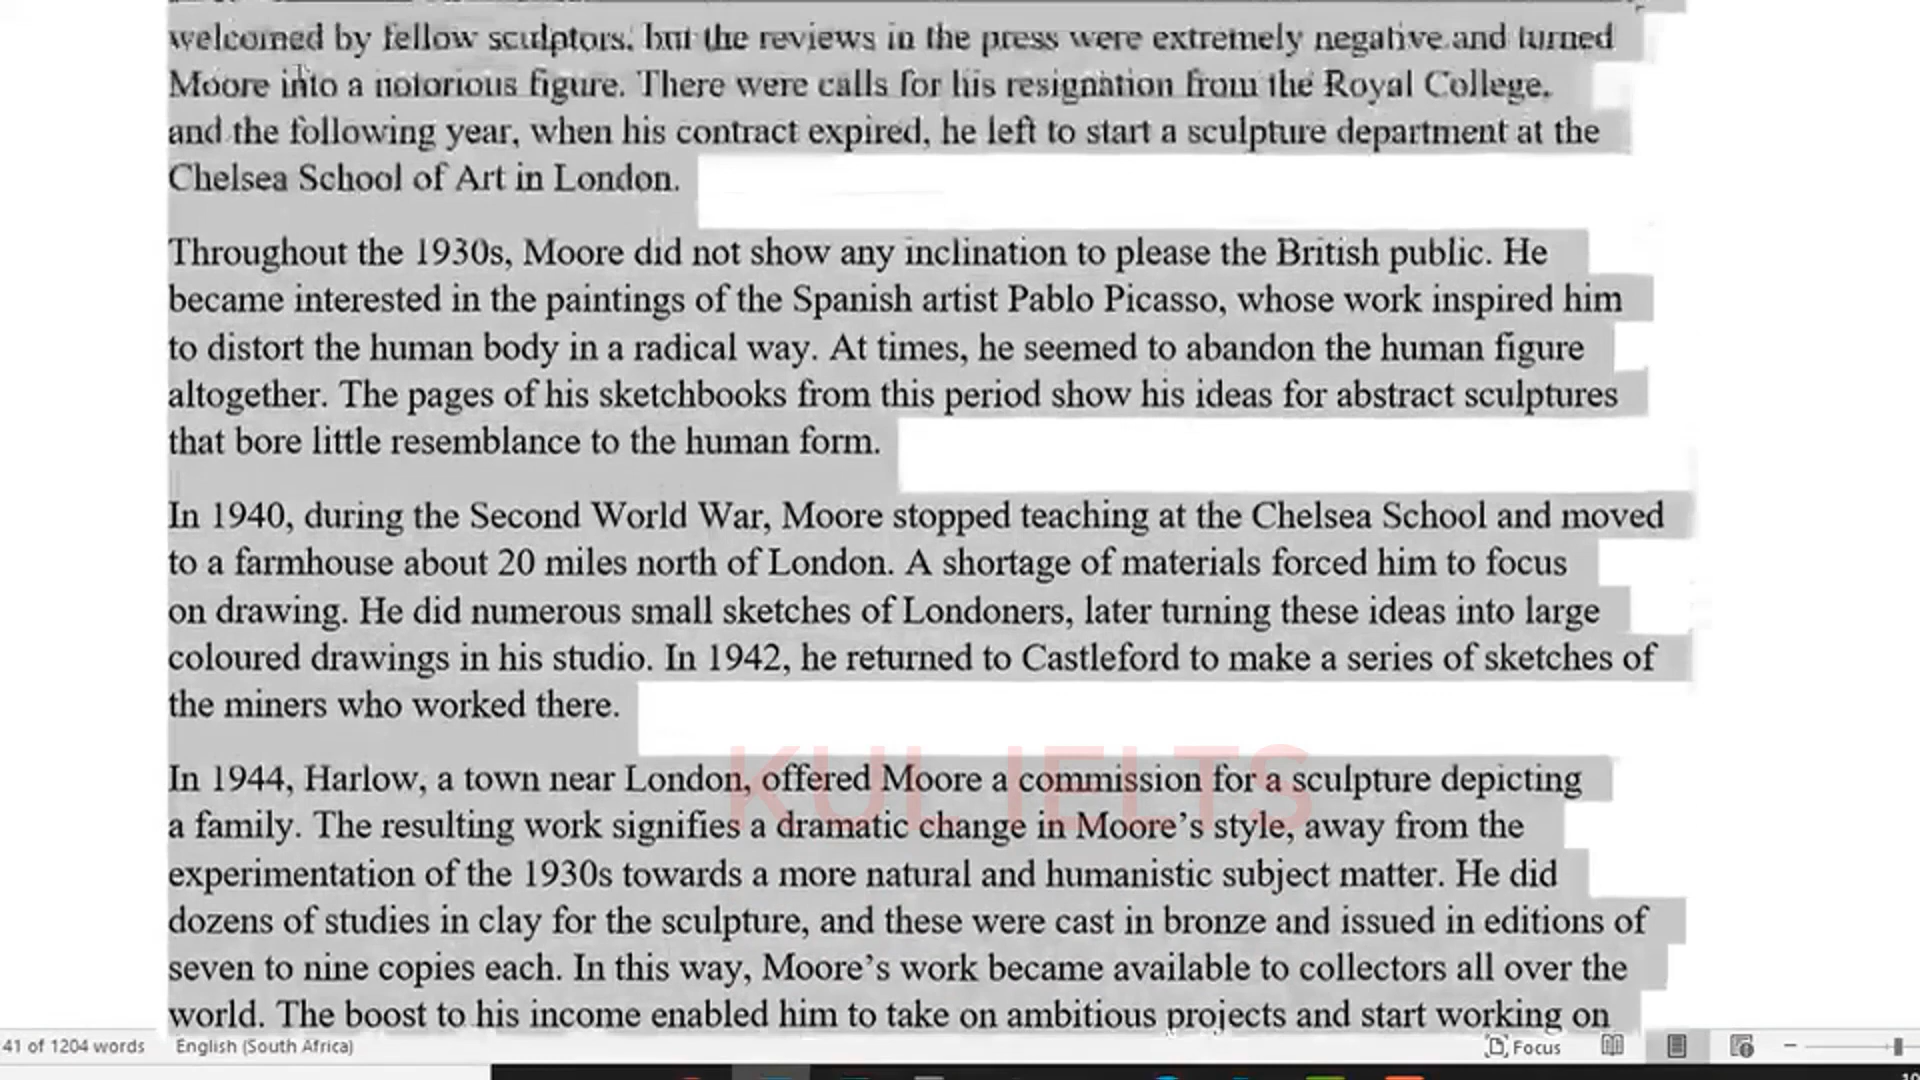 welcomed by fellow sculptors, but the reviews in the press were extremely negative and turned
Moore into a notorious figure. There were calls for his resignation from the Royal College,
and the following year, when his contract expired, he left to start a sculpture department at the
Chelsea School of Art in London.
Throughout the 1930s, Moore did not show any inclination to please the British public. He
became interested in the paintings of the Spanish artist Pablo Picasso, whose work inspired him
to distort the human body in a radical way. At times, he seemed to abandon the human figure
altogether. The pages of his sketchbooks from this period show his ideas for abstract sculptures
that bore little resemblance to the human form.
In 1940, during the Second World War, Moore stopped teaching at the Chelsea School and moved
to a farmhouse about 20 miles north of London. A shortage of materials forced him to focus
on drawing. He did numerous small sketches of Londoners, later turning these ideas into large
coloured drawings in his studio. In 1942, he returned to Castleford to make a series of sketches of
the miners who worked there.
KUL IELTS
In 1944, Harlow, a town near London, offered Moore a commission for a sculpture depicting
a family. The resulting work signifies a dramatic change in Moore's style, away from the
experimentation of the 1930s towards a more natural and humanistic subject matter. He did
dozens of studies in clay for the sculpture, and these were cast in bronze and issued in editions of
seven to nine copies each. In this way, Moore's work became available to collectors all over the
world. The boost to his income enabled him to take on ambitious projects and start working on
41 of 1204 words English (South Africa) Focus